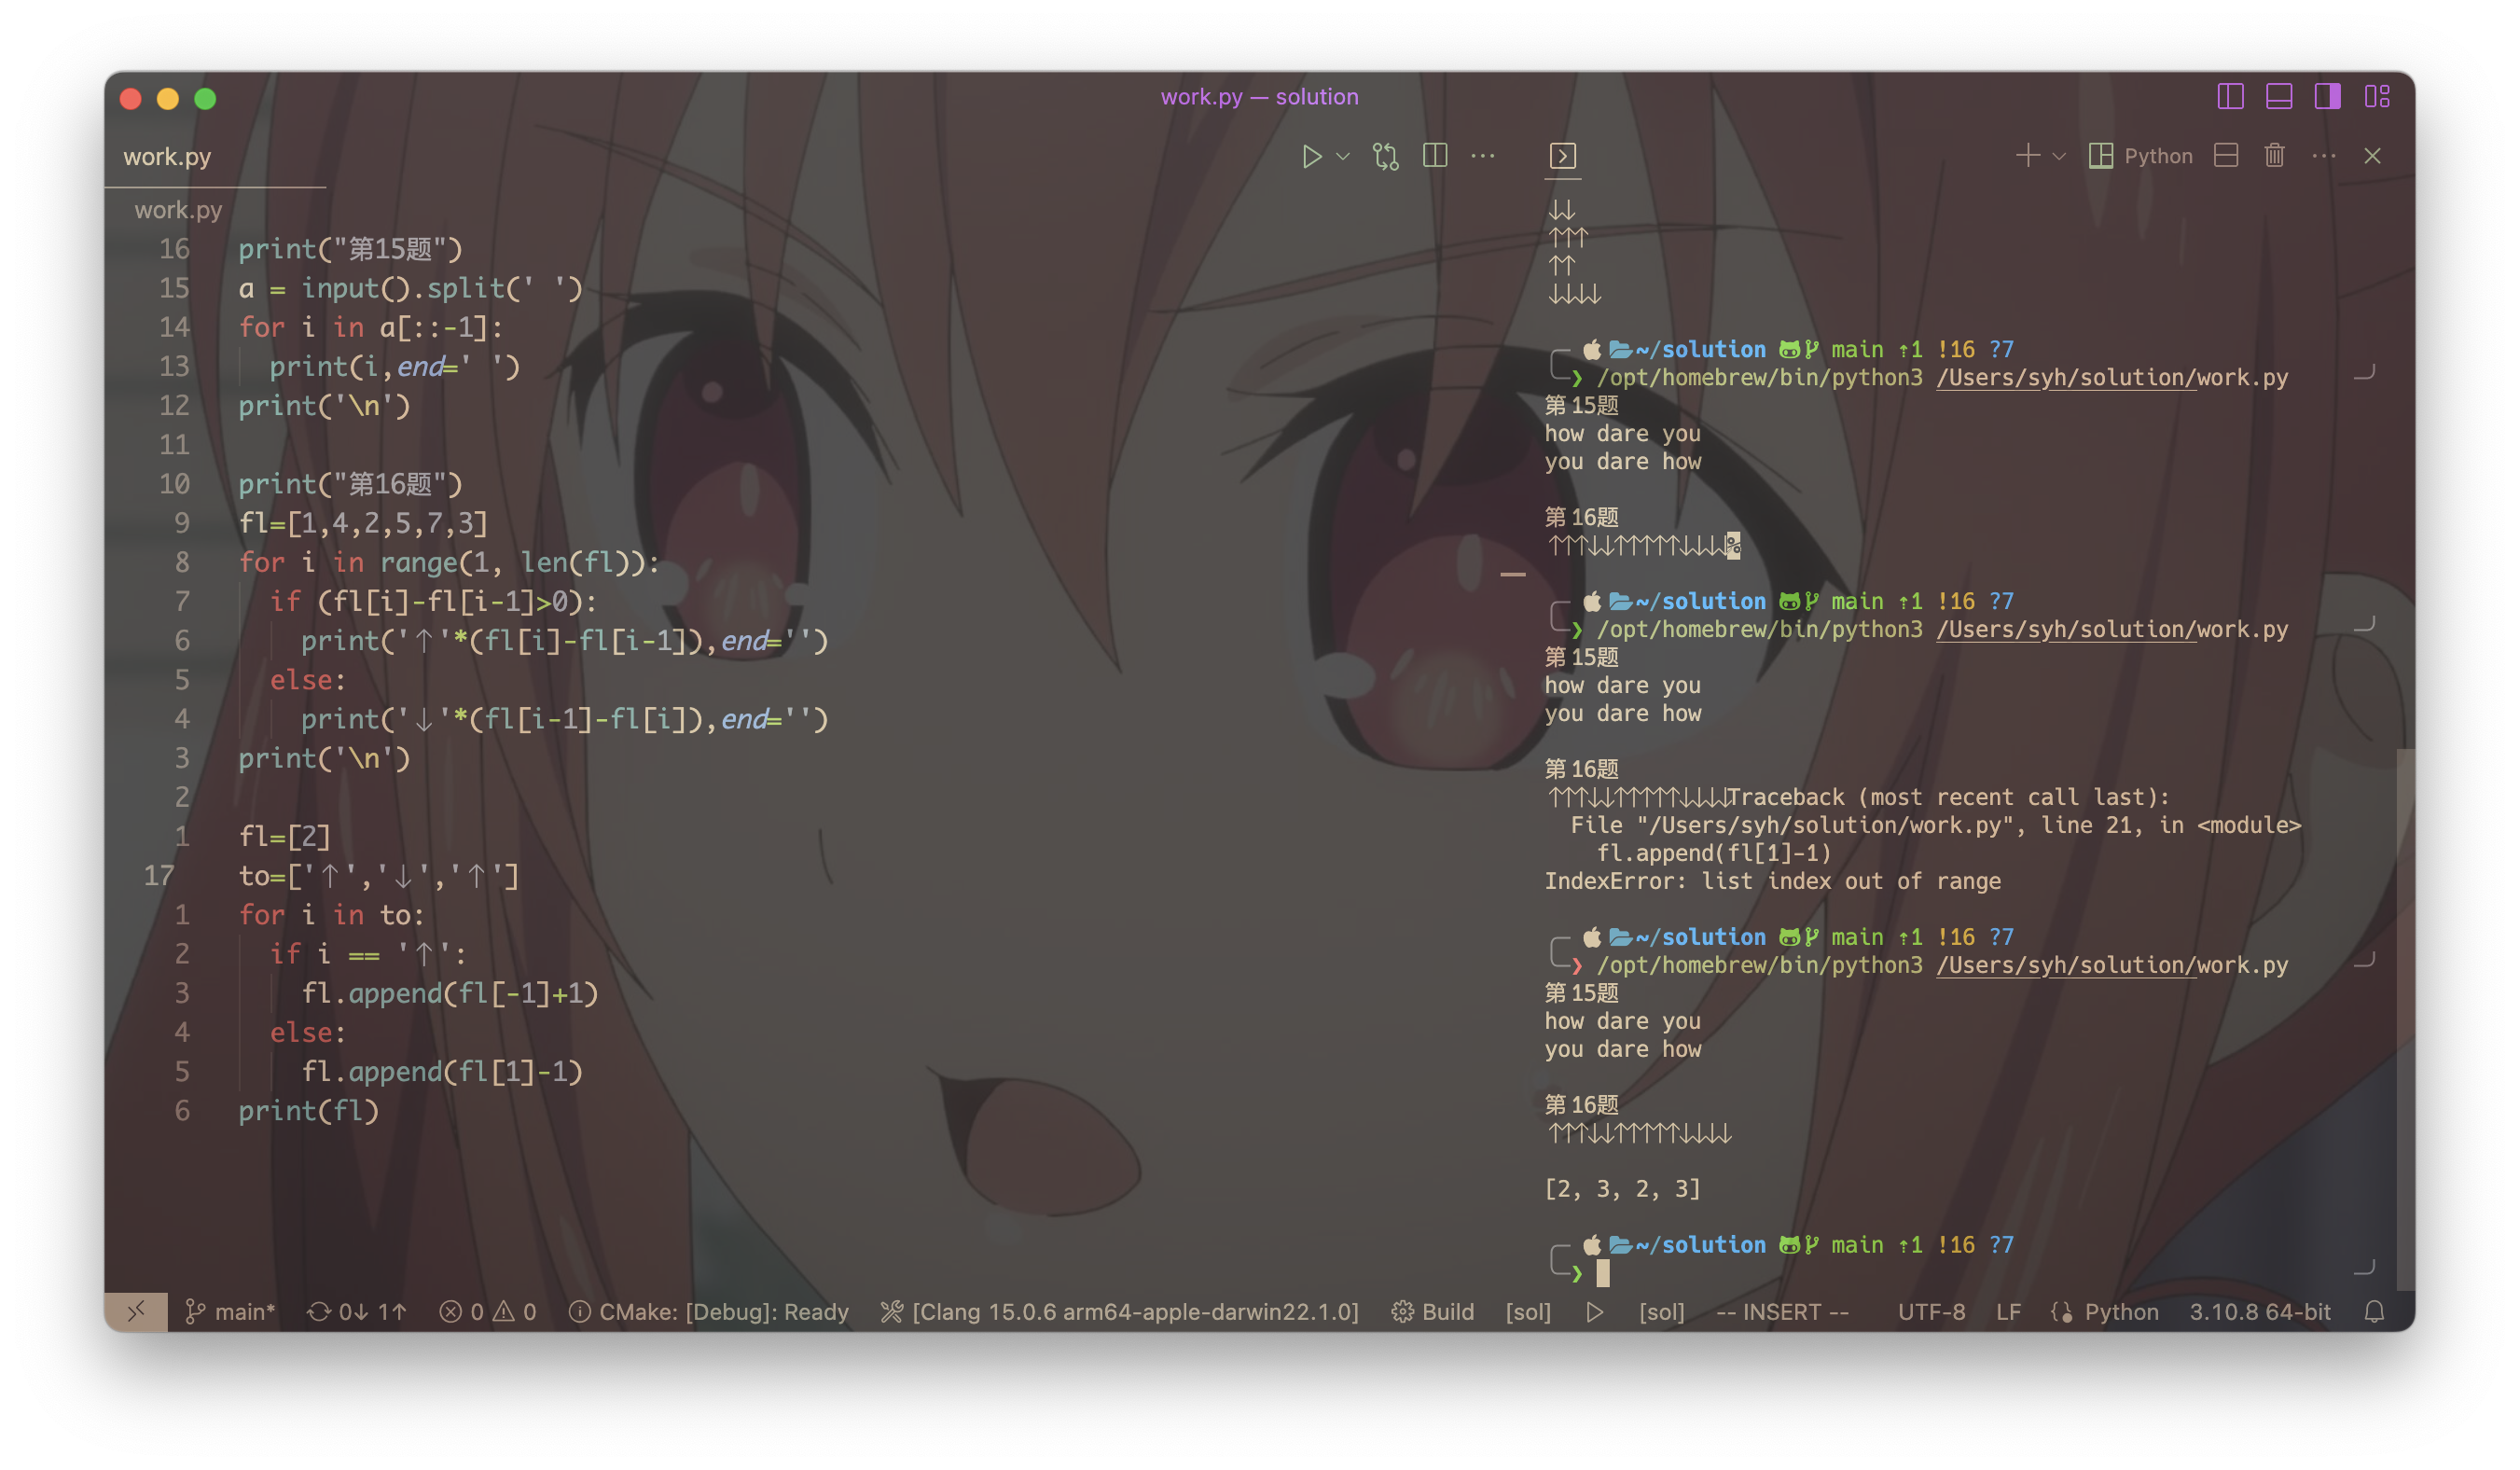 work.py — solution
work.py
work.py
16 print("第15题")
15 a = input().split(' ')
14 for i in a[::-1]:
13 print(i,end=' ')
12 print('\n')
11
10 print("第16题")
9 fl=[1,4,2,5,7,3]
8 for i in range(1, len(fl)):
7 if (fl[i]-fl[i-1]>0):
6 print('↑'*(fl[i]-fl[i-1]),end='')
5 else:
4 print('↓'*(fl[i-1]-fl[i]),end='')
3 print('\n')
2
1 fl=[2]
17 to=['↑','↓','↑']
1 for i in to:
2 if i == '↑':
3 fl.append(fl[-1]+1)
4 else:
5 fl.append(fl[1]-1)
6 print(fl)
Python
↓↓
↑↑↑
↑↑
↓↓↓↓
~/solution main ⇡1 !16 ?7
❯ /opt/homebrew/bin/python3 /Users/syh/solution/work.py
第15题
how dare you
you dare how
第16题
↑↑↑↓↓↑↑↑↑↑↓↓↓↓%
~/solution main ⇡1 !16 ?7
❯ /opt/homebrew/bin/python3 /Users/syh/solution/work.py
第15题
how dare you
you dare how
第16题
↑↑↑↓↓↑↑↑↑↑↓↓↓↓Traceback (most recent call last):
File "/Users/syh/solution/work.py", line 21, in <module>
fl.append(fl[1]-1)
IndexError: list index out of range
~/solution main ⇡1 !16 ?7
❯ /opt/homebrew/bin/python3 /Users/syh/solution/work.py
第15题
how dare you
you dare how
第16题
↑↑↑↓↓↑↑↑↑↑↓↓↓↓
[2, 3, 2, 3]
~/solution main ⇡1 !16 ?7
❯
main* 0↓ 1↑ 0 0 CMake: [Debug]: Ready [Clang 15.0.6 arm64-apple-darwin22.1.0] Build [sol] [sol] -- INSERT -- UTF-8 LF Python 3.10.8 64-bit